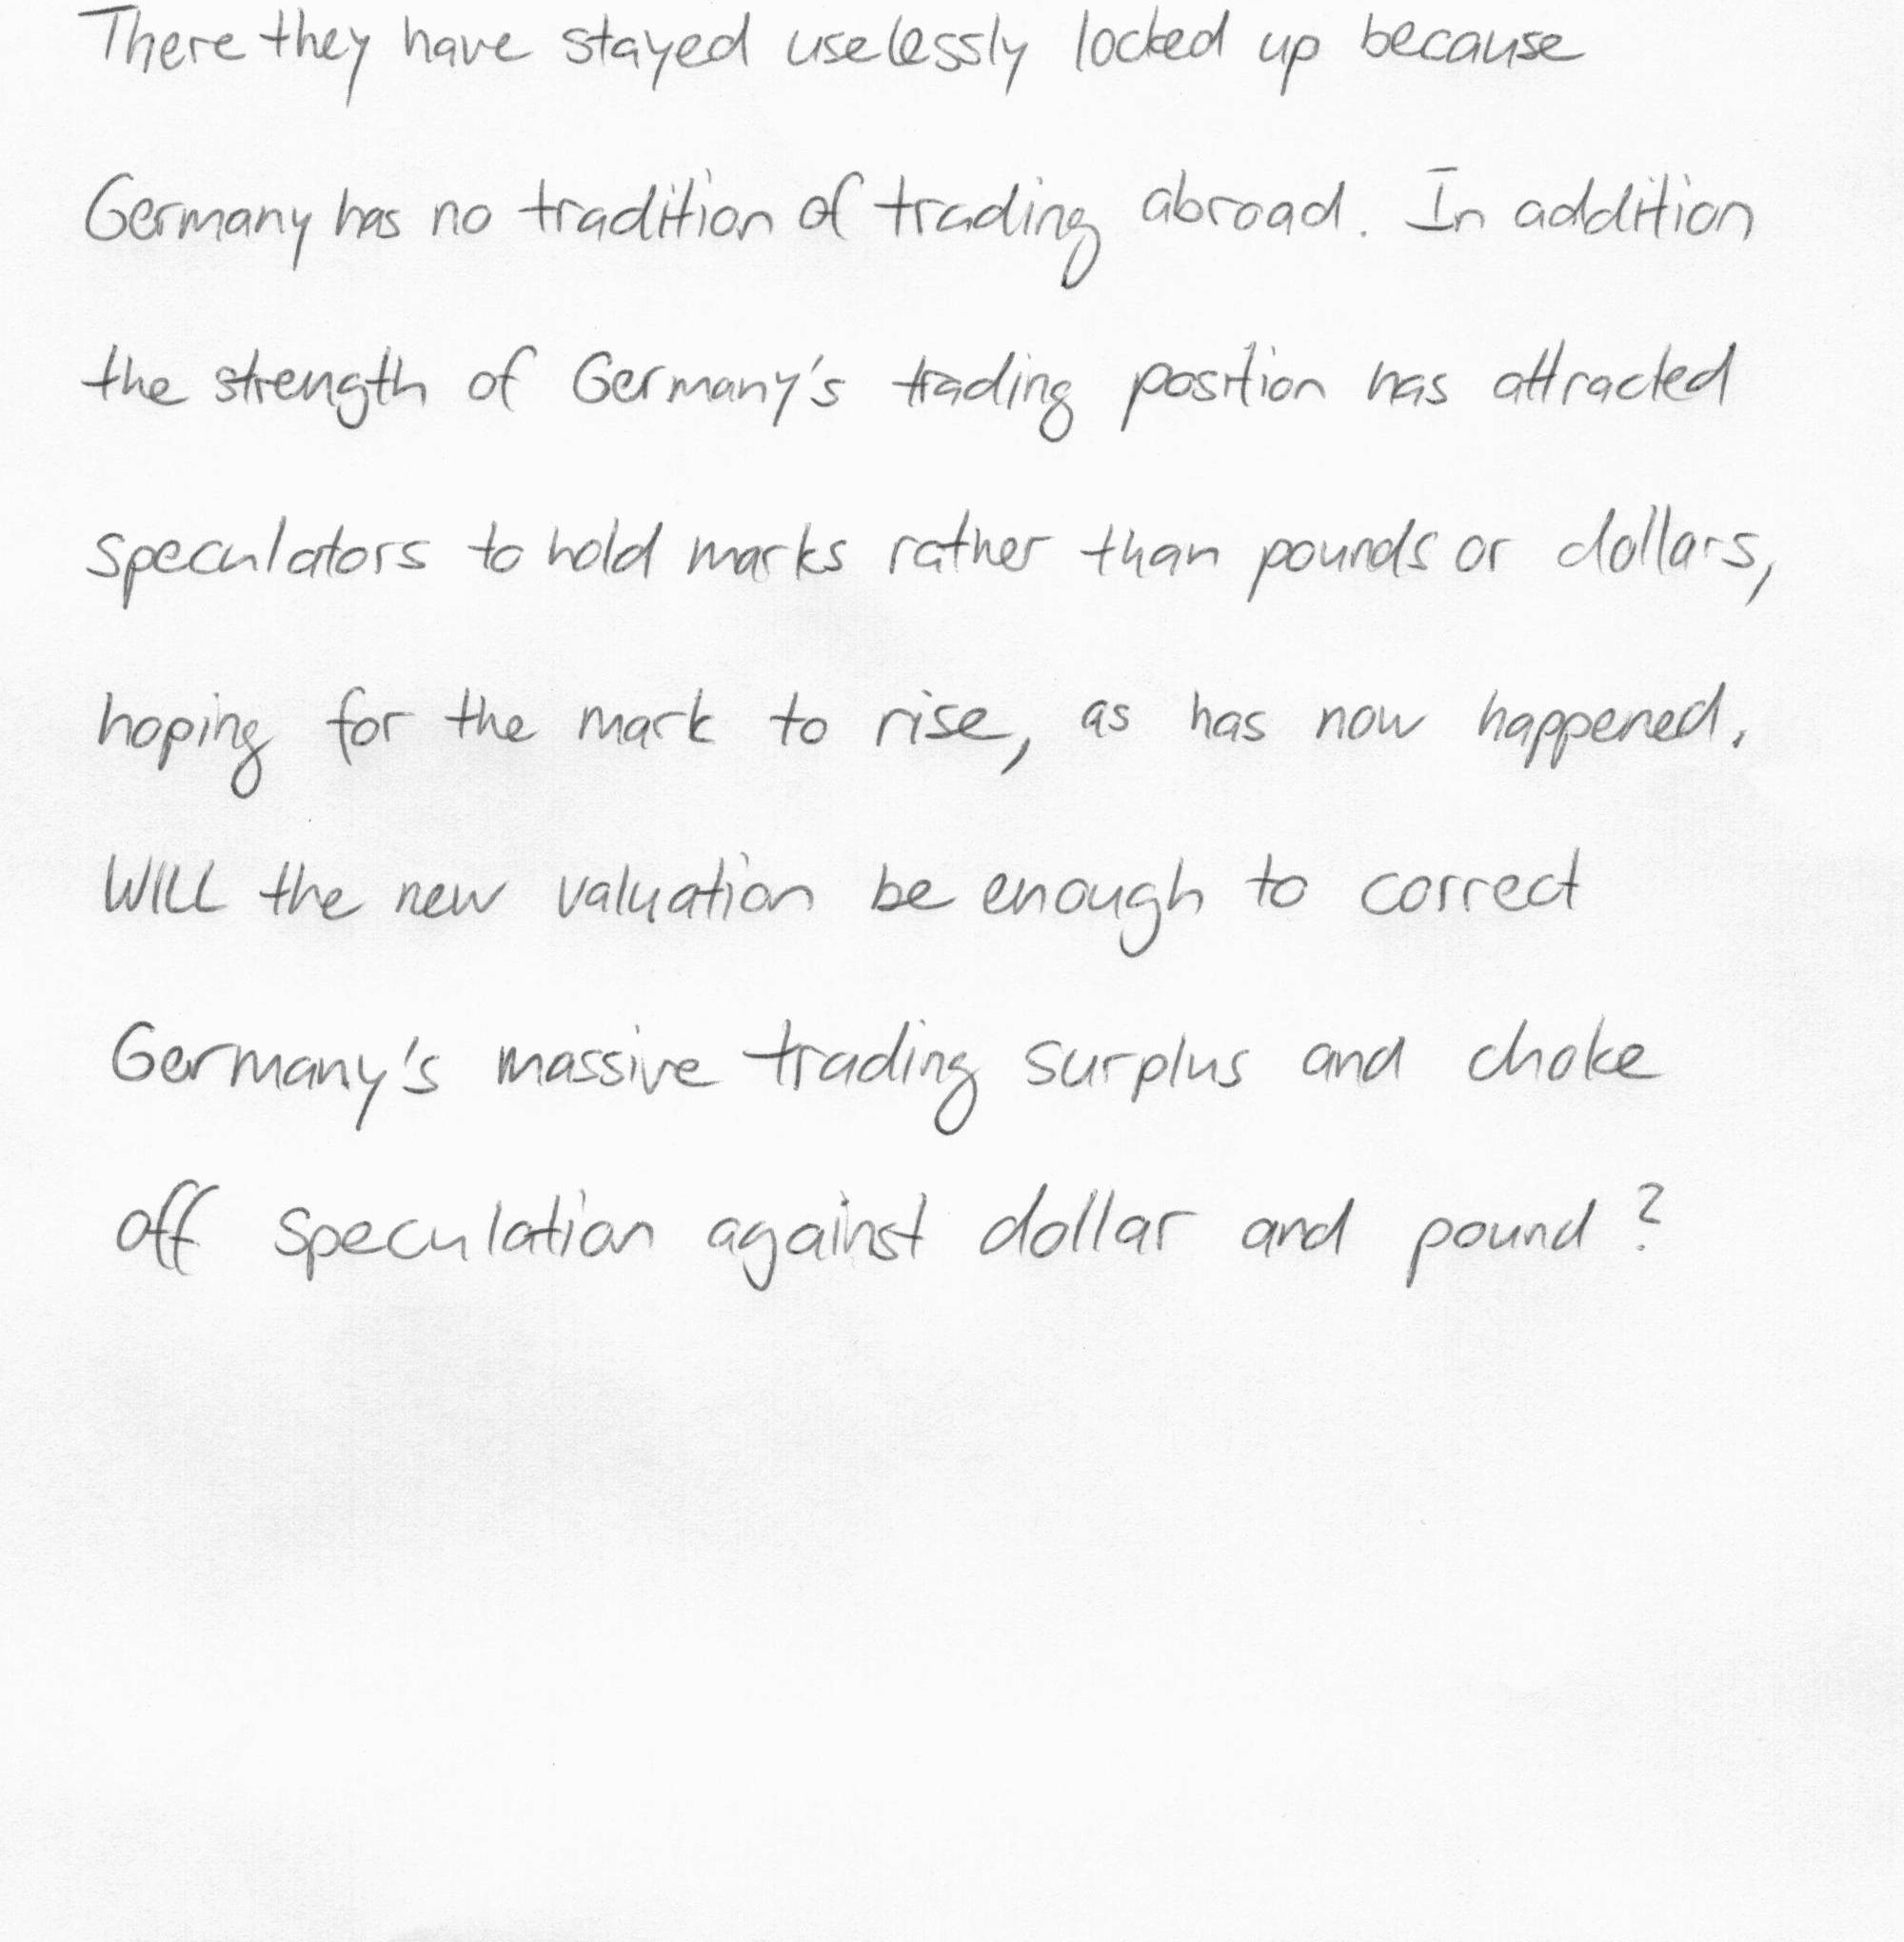 There they have stayed uselessly locked up because
Germany has no tradition of trading abroad. In addition
the strength of Germany's trading position has attracted
speculators to hold marks rather than pounds or dollars,
hoping for the mark to rise, as has now happened.
Will the new valuation be enough to correct
Germany's massive trading surplus and choke
off speculation against dollar and pound?